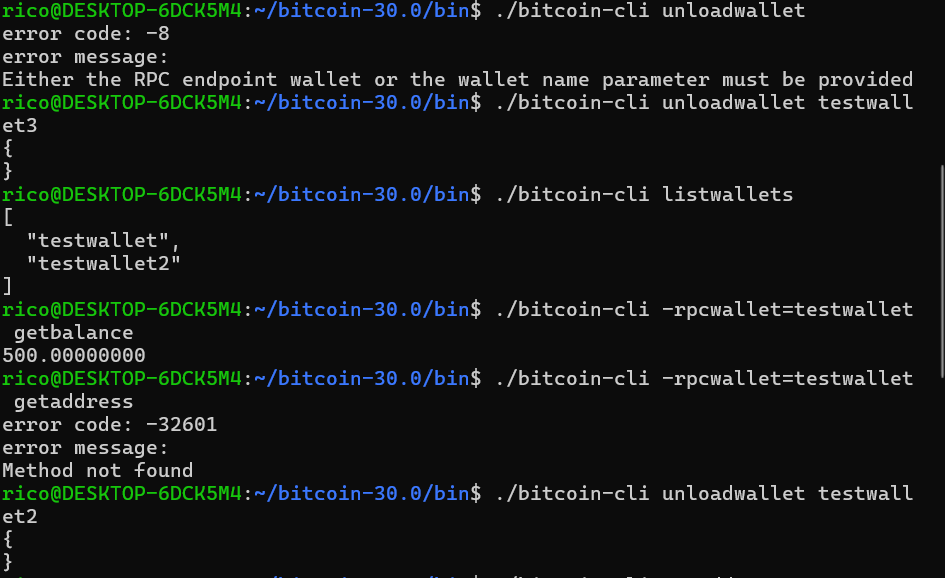 rico@DESKTOP-6DCK5M4:~/bitcoin-30.0/bin$ ./bitcoin-cli unloadwallet
error code: -8
error message:
Either the RPC endpoint wallet or the wallet name parameter must be provided
rico@DESKTOP-6DCK5M4:~/bitcoin-30.0/bin$ ./bitcoin-cli unloadwallet testwall
et3
{
}
rico@DESKTOP-6DCK5M4:~/bitcoin-30.0/bin$ ./bitcoin-cli listwallets
[
  "testwallet",
  "testwallet2"
]
rico@DESKTOP-6DCK5M4:~/bitcoin-30.0/bin$ ./bitcoin-cli -rpcwallet=testwallet
 getbalance
500.00000000
rico@DESKTOP-6DCK5M4:~/bitcoin-30.0/bin$ ./bitcoin-cli -rpcwallet=testwallet
 getaddress
error code: -32601
error message:
Method not found
rico@DESKTOP-6DCK5M4:~/bitcoin-30.0/bin$ ./bitcoin-cli unloadwallet testwall
et2
{
}